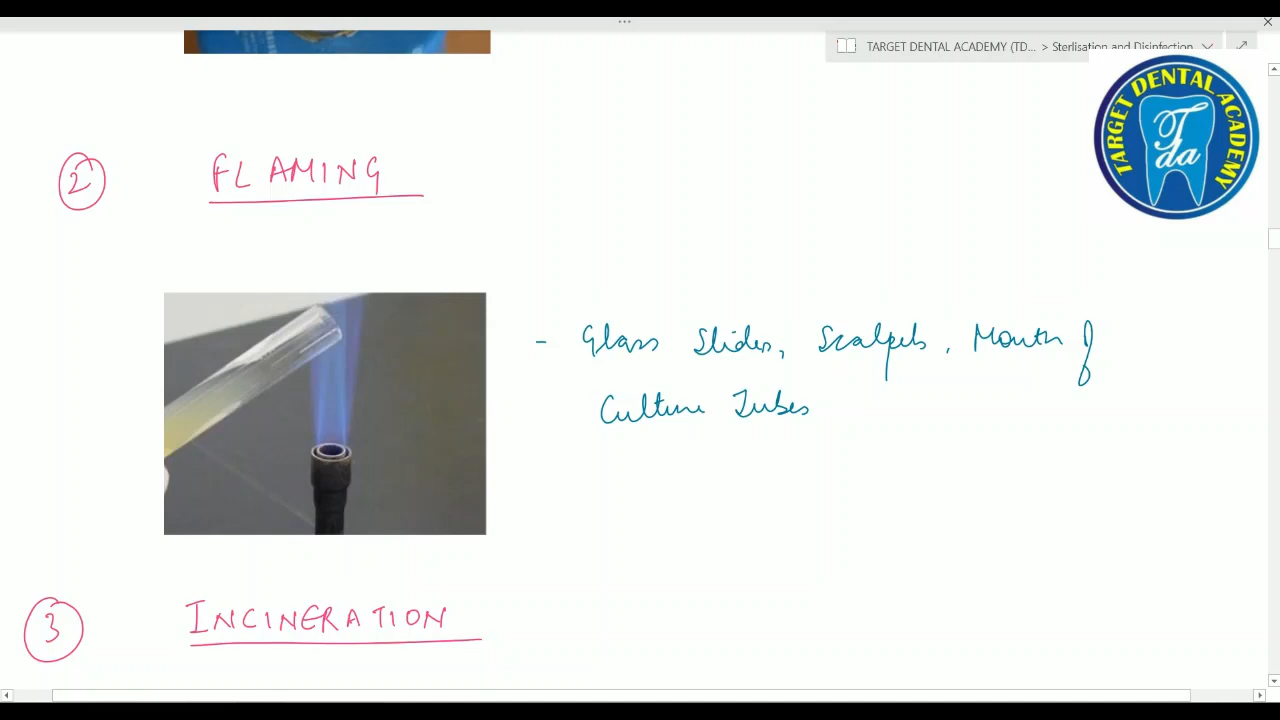 ...
TARGET DENTAL ACADEMY (TD... > Sterlisation and Disinfection
TARGET DENTAL ACADEMY
Tda
2 FLAMING
- Glass Slides, Scalpels, Mouth of
Culture Tubes
3 INCINERATION